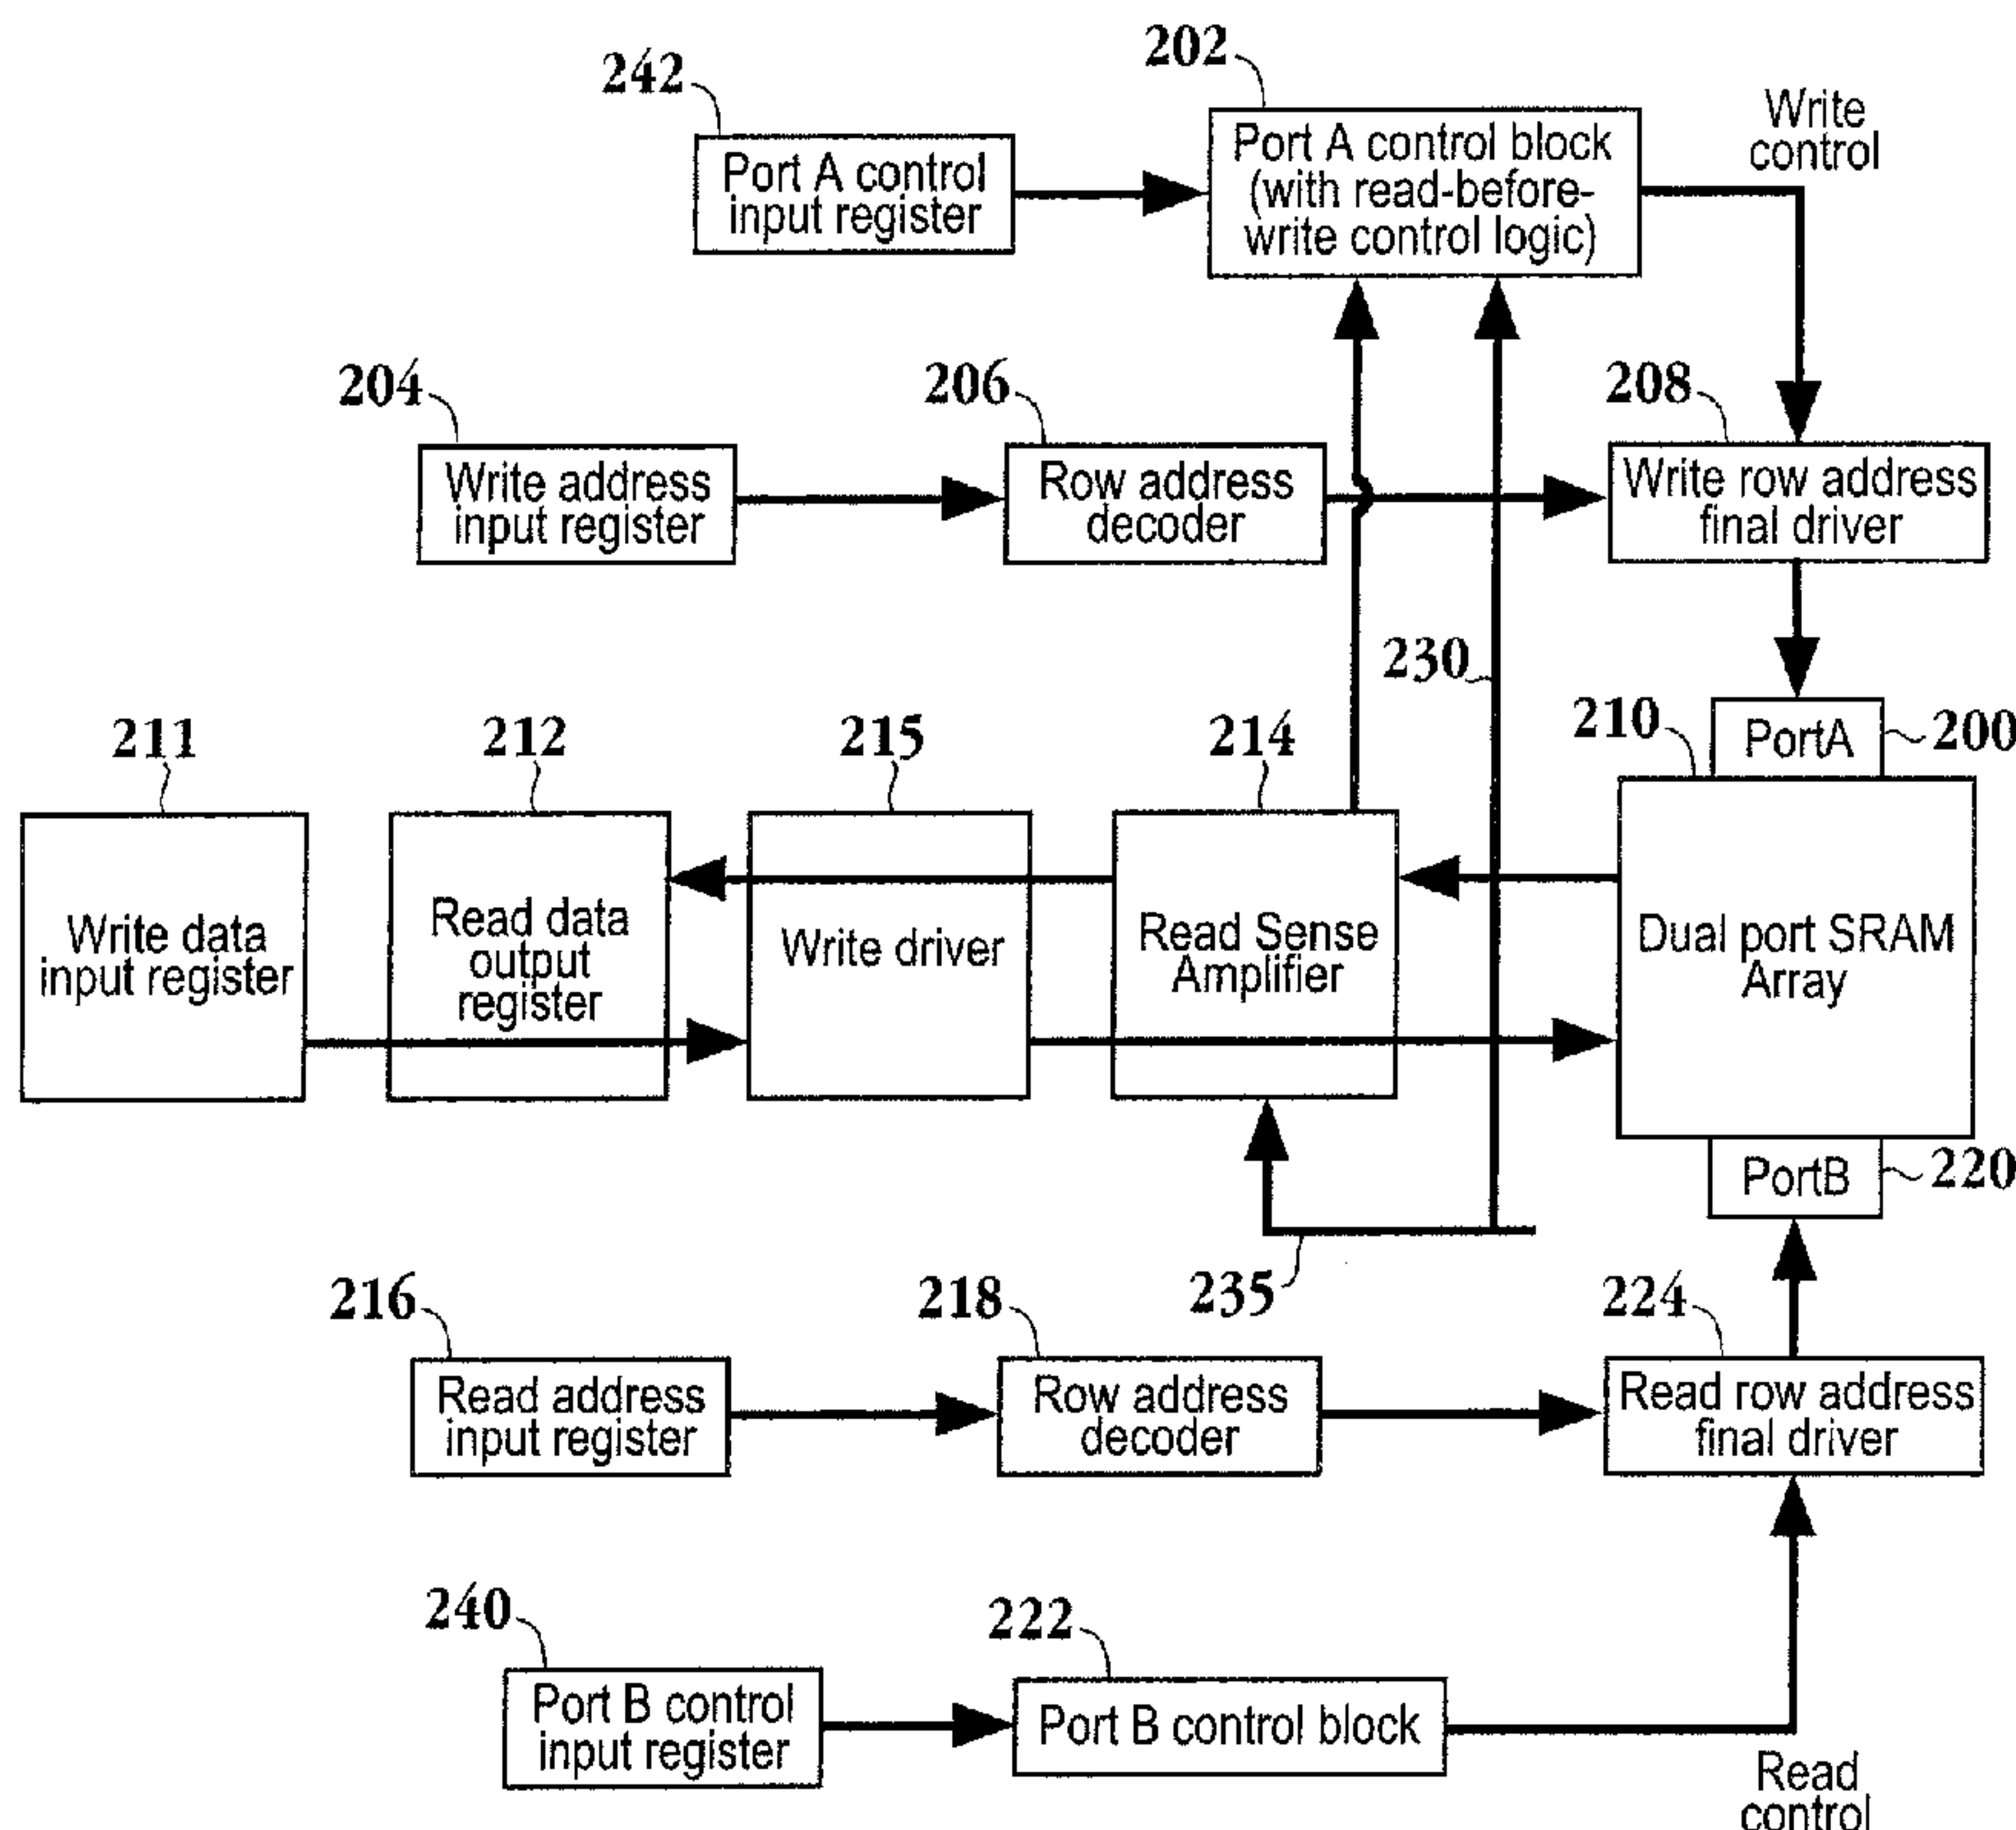 242
202
Port A control
input register
Port A control block
(with read-before-
write control logic)
Write
control
204
206
208
Write address
input register
Row address
decoder
Write row address
final driver
230
211
212
215
214
210
PortA
200
Write data
input register
Read data
output
register
Write driver
Read Sense
Amplifier
Dual port SRAM
Array
PortB
220
216
218
235
224
Read address
input register
Row address
decoder
Read row address
final driver
240
222
Port B control
input register
Port B control block
Read
control